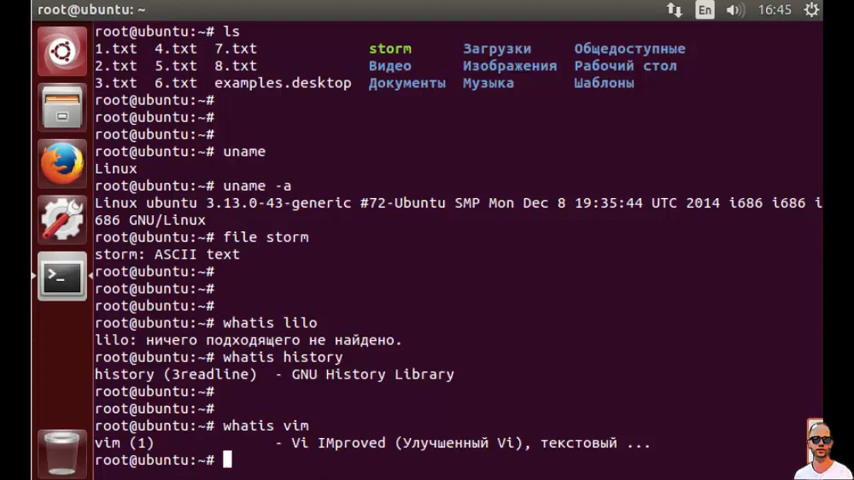 root@ubuntu: ~
En
16:45
root@ubuntu:~# ls
1.txt 4.txt 7.txt storm Загрузки Общедоступные
2.txt 5.txt 8.txt Видео Изображения Рабочий стол
3.txt 6.txt examples.desktop Документы Музыка Шаблоны
root@ubuntu:~#
root@ubuntu:~#
root@ubuntu:~#
root@ubuntu:~# uname
Linux
root@ubuntu:~# uname -a
Linux ubuntu 3.13.0-43-generic #72-Ubuntu SMP Mon Dec 8 19:35:44 UTC 2014 i686 i686 i
686 GNU/Linux
root@ubuntu:~# file storm
storm: ASCII text
root@ubuntu:~#
root@ubuntu:~#
root@ubuntu:~#
root@ubuntu:~# whatis lilo
lilo: ничего подходящего не найдено.
root@ubuntu:~# whatis history
history (3readline) - GNU History Library
root@ubuntu:~#
root@ubuntu:~#
root@ubuntu:~# whatis vim
vim (1) - Vi IMproved (Улучшенный Vi), текстовый ...
root@ubuntu:~#